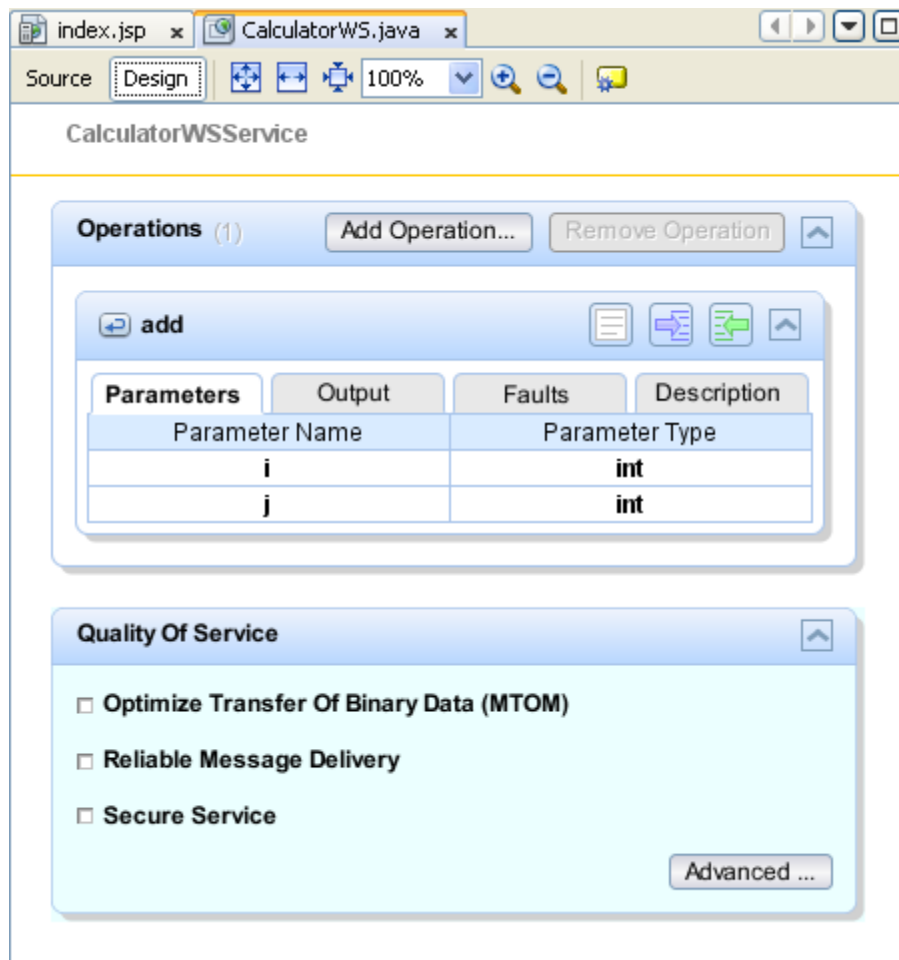 index.jsp x CalculatorWS.java x
Source Design 100%
CalculatorWSService
Operations (1) Add Operation... Remove Operation
add
Parameters Output Faults Description
Parameter Name Parameter Type
i int
j int
Quality Of Service
Optimize Transfer Of Binary Data (MTOM)
Reliable Message Delivery
Secure Service
Advanced ...